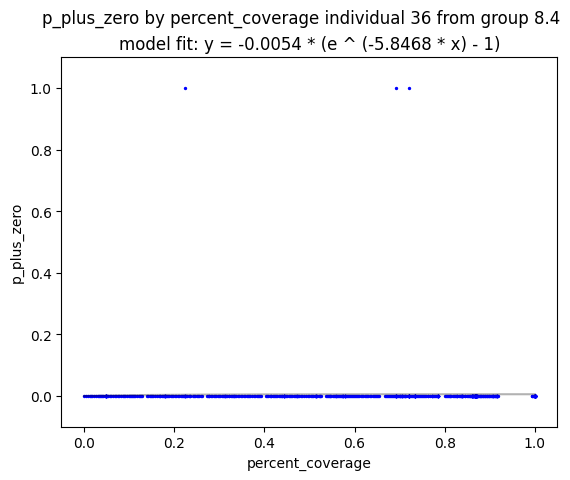 p_plus_zero by percent_coverage individual 36 from group 8.4
model fit: y = -0.0054 * (e ^ (-5.8468 * x) - 1)
1.0
0.8
0.6
0.4
0.2
0.0
p_plus_zero
0.0 0.2 0.4 0.6 0.8 1.0
percent_coverage